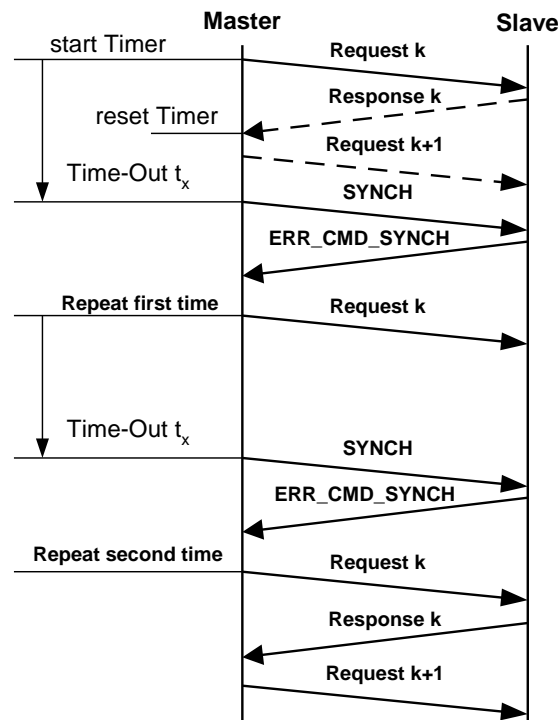 Master Slave
start Timer Request k
Response k
reset Timer
Request k+1
Time-Out tx
SYNCH
ERR_CMD_SYNCH
Repeat first time Request k
Time-Out tx
SYNCH
ERR_CMD_SYNCH
Repeat second time Request k
Response k
Request k+1